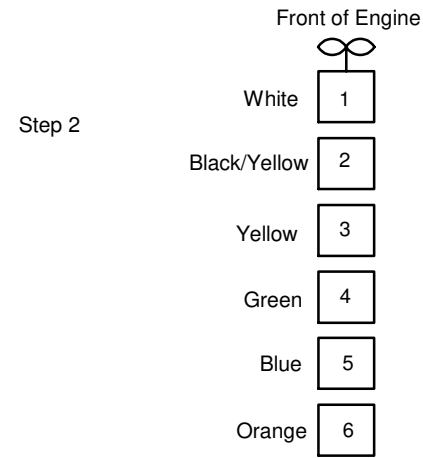 Front of Engine
White 1
Step 2
Black/Yellow 2
Yellow 3
Green 4
Blue 5
Orange 6